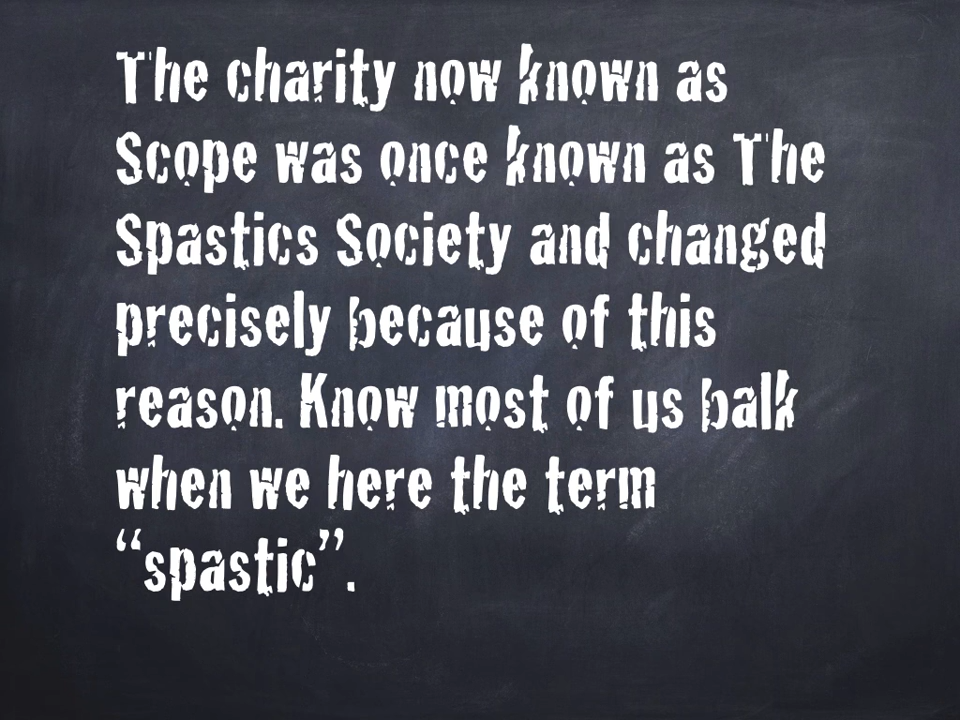 The charity now known as
Scope was once known as The
Spastics Society and changed
precisely because of this
reason. Know most of us balk
when we here the term
“spastic”.